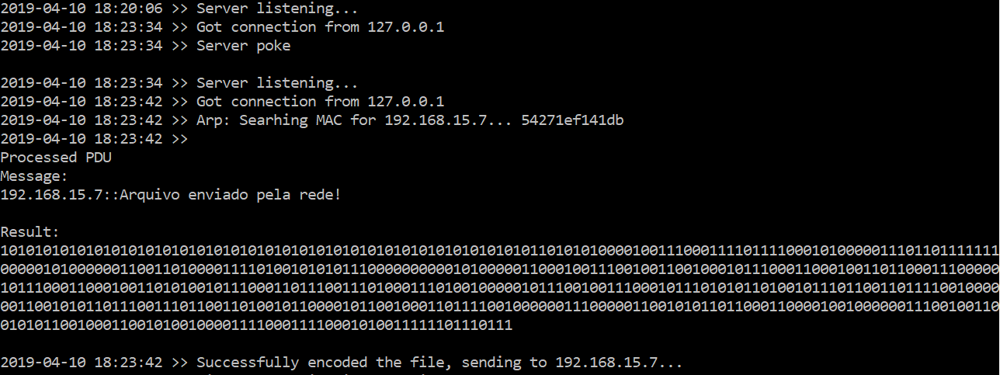 2019-04-10 18:20:06 >> Server listening...
2019-04-10 18:23:34 >> Got connection from 127.0.0.1
2019-04-10 18:23:34 >> Server poke
2019-04-10 18:23:34 >> Server listening...
2019-04-10 18:23:42 >> Got connection from 127.0.0.1
2019-04-10 18:23:42 >> Arp: Searhing MAC for 192.168.15.7... 54271ef141db
2019-04-10 18:23:42 >>
Processed PDU
Message:
192.168.15.7::Arquivo enviado pela rede!
Result:
101010101010101010101010101010101010101010101010101010101010101101010100001001110001111011110001010000011101101111111
000001010000001100110100001111010010101011100000000001010000011000100111001001100100010111000110001001101100011100000
101110001100010011010100101110001101110011101000111010010000010111001001110001011101010110100101110110011011110010000
001100101011011100111011001101001011000010110010001101111001000000111000001100101011011000110000100100000011100100110
010101100100011001010010000111100011110001010011111101110111
2019-04-10 18:23:42 >> Successfully encoded the file, sending to 192.168.15.7...